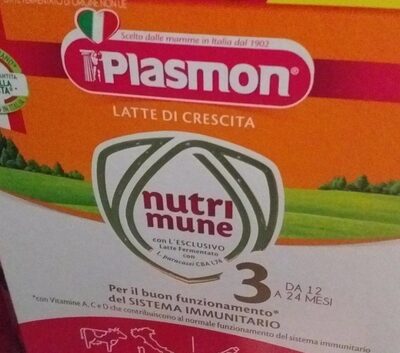 Scelto dalle mamme in Italia dal 1902
Plasmon
LATTE DI CRESCITA
nutri
mune
con L'ESCLUSIVO
Latte Fermentato
con
L. paracasei CBA L74
3
DA 12
A 24 MESI
Per il buon funzionamento*
del SISTEMA IMMUNITARIO
*con Vitamine A, C e D che contribuiscono al normale funzionamento del sistema immunitario